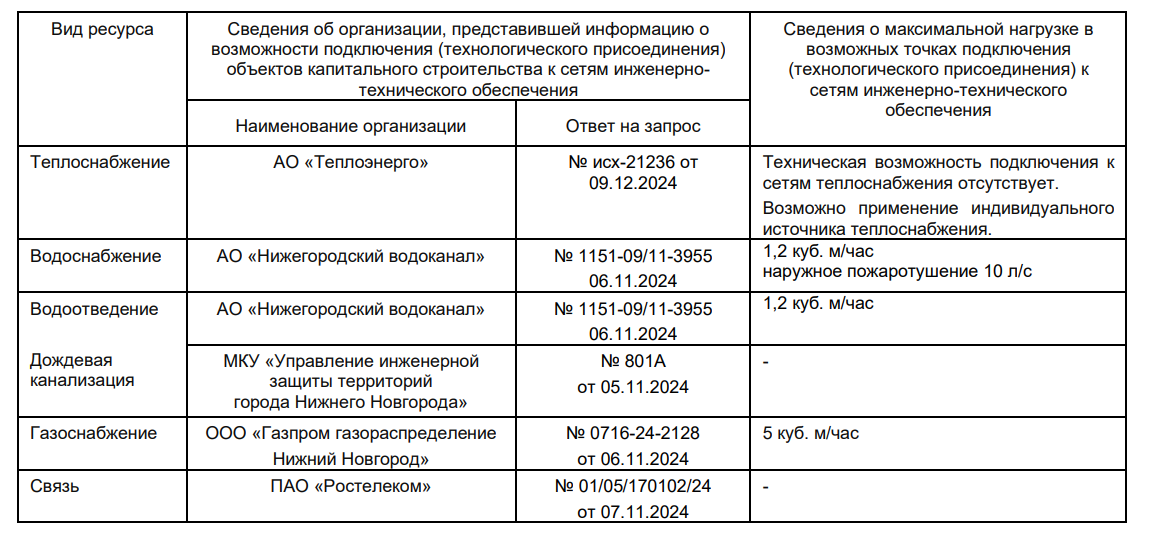 Вид ресурса
Сведения об организации, представившей информацию о
возможности подключения (технологического присоединения)
объектов капитального строительства к сетям инженерно-
технического обеспечения
Сведения о максимальной нагрузке в
возможных точках подключения
(технологического присоединения) к
сетям инженерно-технического
обеспечения
Наименование организации
Ответ на запрос
Теплоснабжение
АО «Теплоэнерго»
№ исх-21236 от
09.12.2024
Техническая возможность подключения к
сетям теплоснабжения отсутствует.
Возможно применение индивидуального
источника теплоснабжения.
Водоснабжение
АО «Нижегородский водоканал»
№ 1151-09/11-3955
06.11.2024
1,2 куб. м/час
наружное пожаротушение 10 л/с
Водоотведение
АО «Нижегородский водоканал»
№ 1151-09/11-3955
06.11.2024
1,2 куб. м/час
Дождевая
канализация
МКУ «Управление инженерной
защиты территорий
города Нижнего Новгорода»
№ 801А
от 05.11.2024
-
Газоснабжение
ООО «Газпром газораспределение
Нижний Новгород»
№ 0716-24-2128
от 06.11.2024
5 куб. м/час
Связь
ПАО «Ростелеком»
№ 01/05/170102/24
от 07.11.2024
-